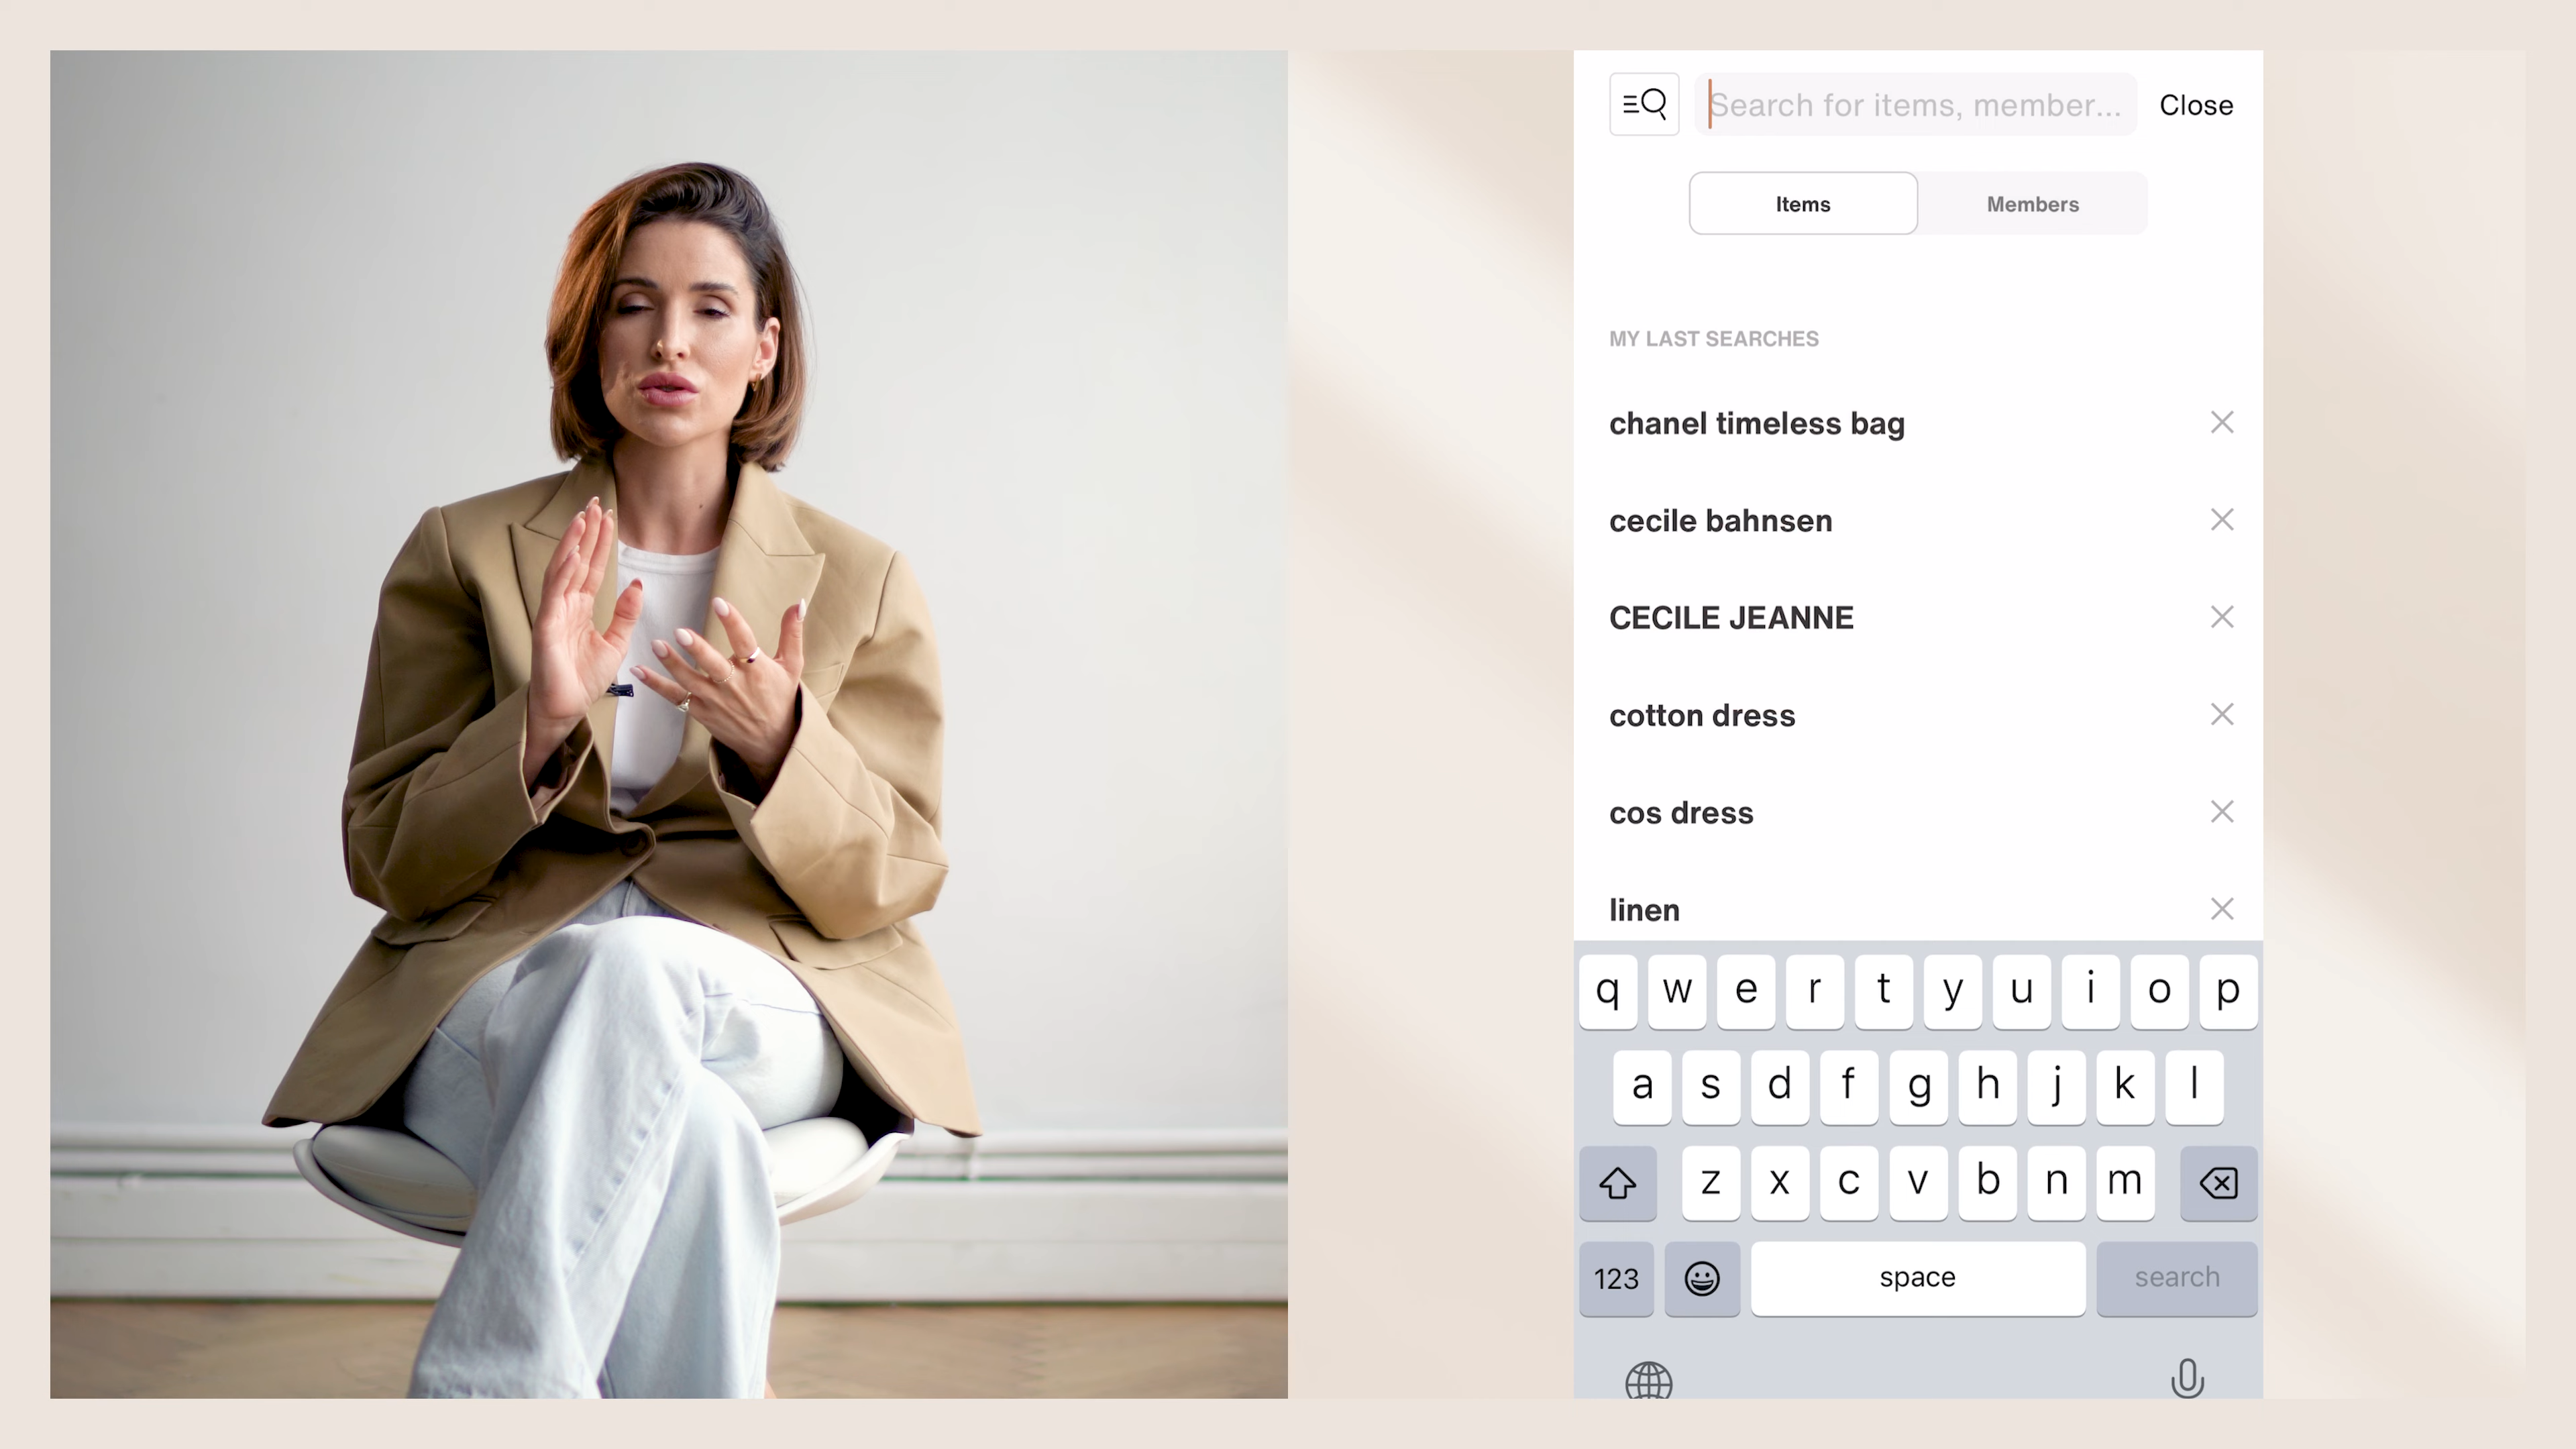 Search for items, member...
Close
Items
Members
MY LAST SEARCHES
chanel timeless bag
cecile bahnsen
CECILE JEANNE
cotton dress
cos dress
linen
q w e r t y u i o p
a s d f g h j k l
z x c v b n m
123
space
search